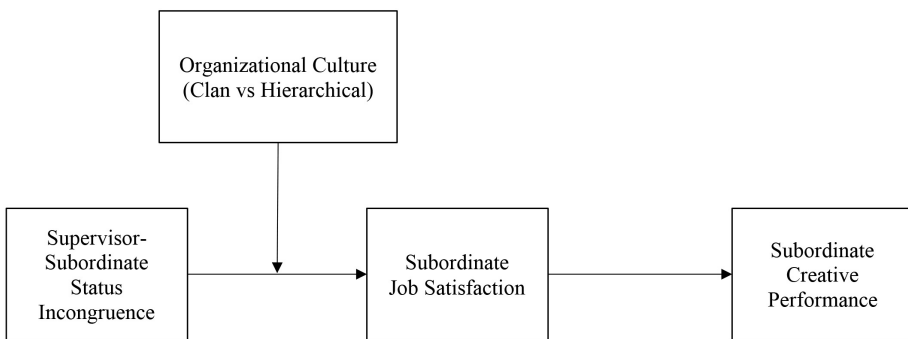 Organizational Culture
(Clan vs Hierarchical)
Supervisor-
Subordinate
Status
Incongruence
Subordinate
Job Satisfaction
Subordinate
Creative
Performance